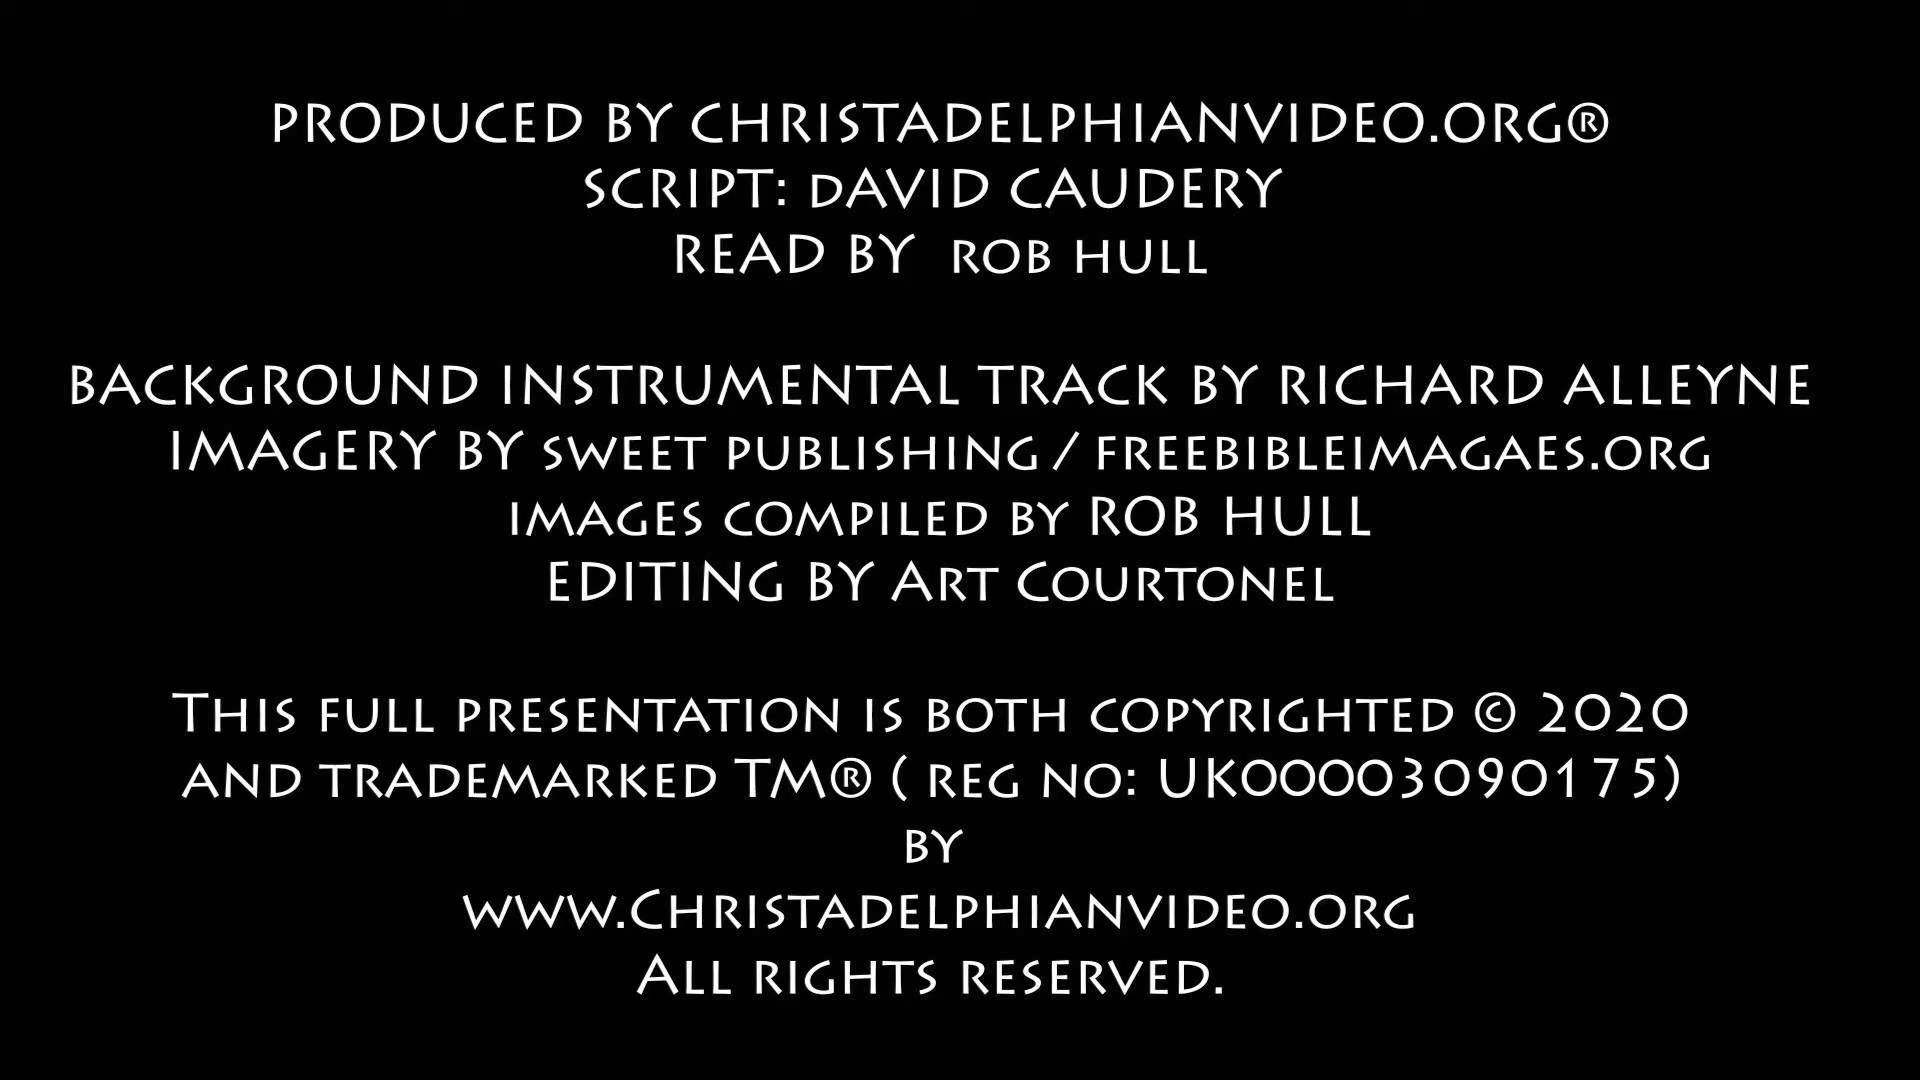 PRODUCED BY CHRISTADELPHIANVIDEO.ORG®
SCRIPT: dAVID CAUDERY
READ BY rob hull
BACKGROUND INSTRUMENTAL TRACK BY RICHARD ALLEYNE
IMAGERY BY sweet publishing / freebibleimagaes.org
images compiled by ROB HULL
EDITING BY Art Courtonel
This full presentation is both copyrighted © 2020
and trademarked TM® ( reg no: UK00003090175)
by
www.Christadelphianvideo.org
All rights reserved.